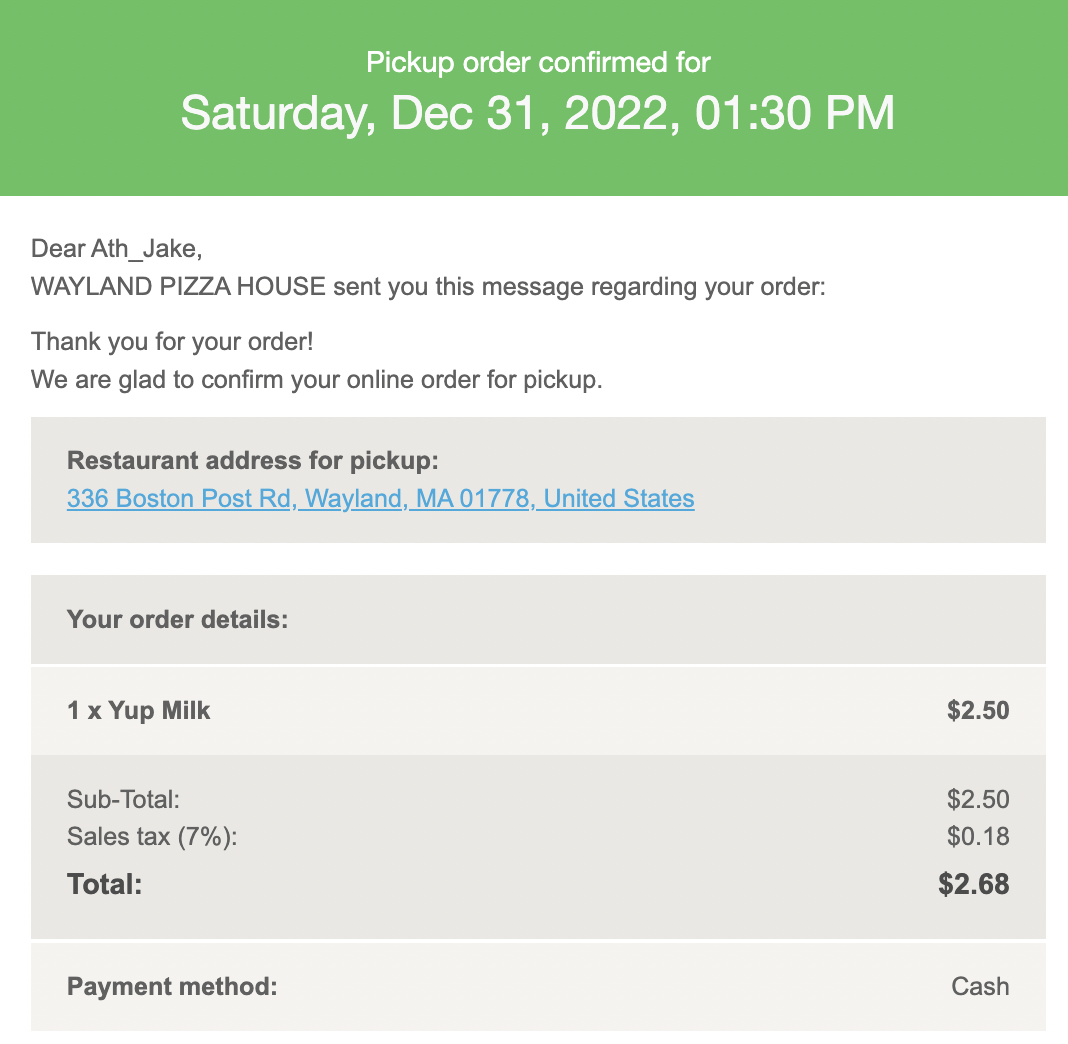 Pickup order confirmed for
Saturday, Dec 31, 2022, 01:30 PM
Dear Ath_Jake,
WAYLAND PIZZA HOUSE sent you this message regarding your order:
Thank you for your order!
We are glad to confirm your online order for pickup.
Restaurant address for pickup:
336 Boston Post Rd, Wayland, MA 01778, United States
Your order details:
1 x Yup Milk $2.50
Sub-Total: $2.50
Sales tax (7%): $0.18
Total: $2.68
Payment method: Cash